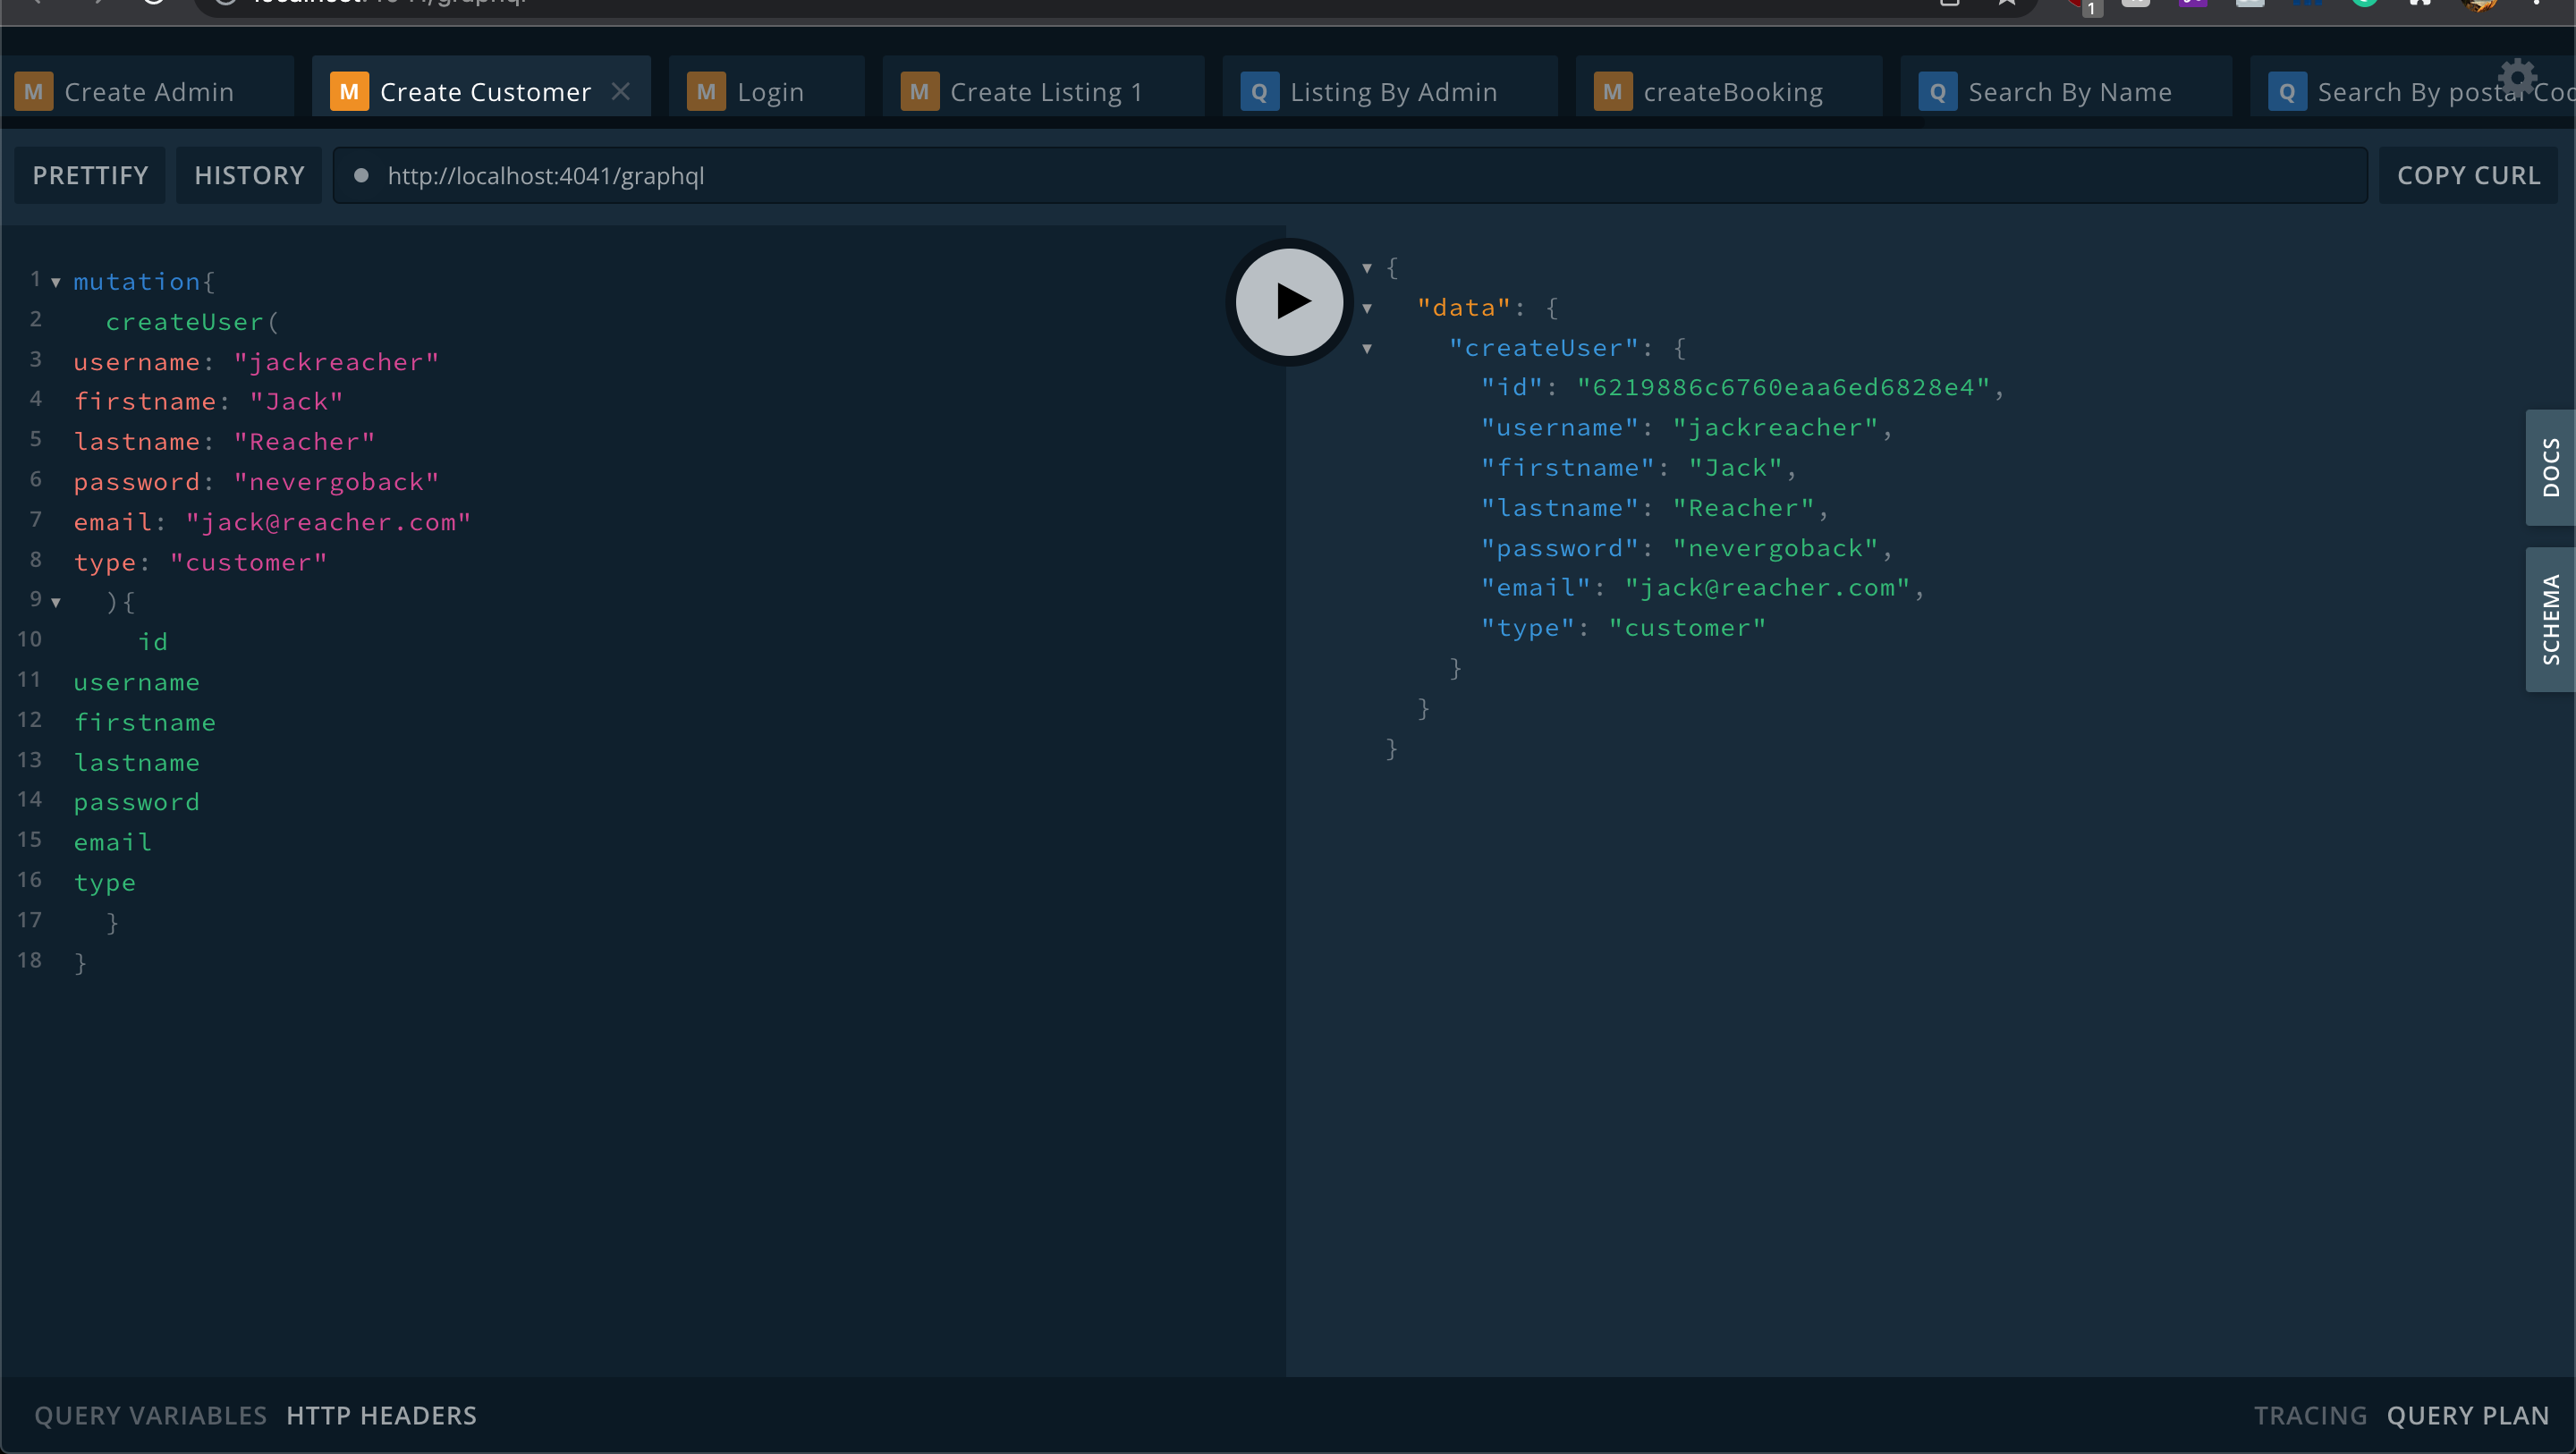 1
M Create Admin
M Create Customer
M Login
M Create Listing 1
Q Listing By Admin
M createBooking
Q Search By Name
Q Search By postal
PRETTIFY
HISTORY
http://localhost:4041/graphql
COPY CURL
1 mutation{
2 createUser(
3 username: "jackreacher"
4 firstname: "Jack"
5 lastname: "Reacher"
6 password: "nevergoback"
7 email: "jack@reacher.com"
8 type: "customer"
9 ){
10 id
11 username
12 firstname
13 lastname
14 password
15 email
16 type
17 }
18 }
{
"data": {
"createUser": {
"id": "6219886c6760eaa6ed6828e4",
"username": "jackreacher",
"firstname": "Jack",
"lastname": "Reacher",
"password": "nevergoback",
"email": "jack@reacher.com",
"type": "customer"
}
}
}
DOCS
SCHEMA
QUERY VARIABLES
HTTP HEADERS
TRACING
QUERY PLAN